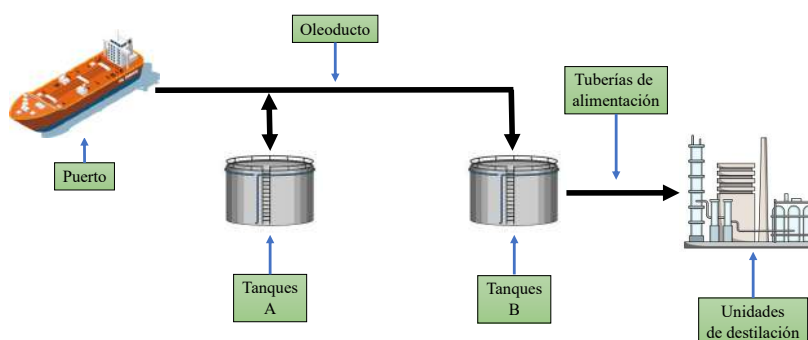 Oleoducto
Tuberías de
alimentación
Puerto
Tanques
A
Tanques
B
Unidades
de destilación